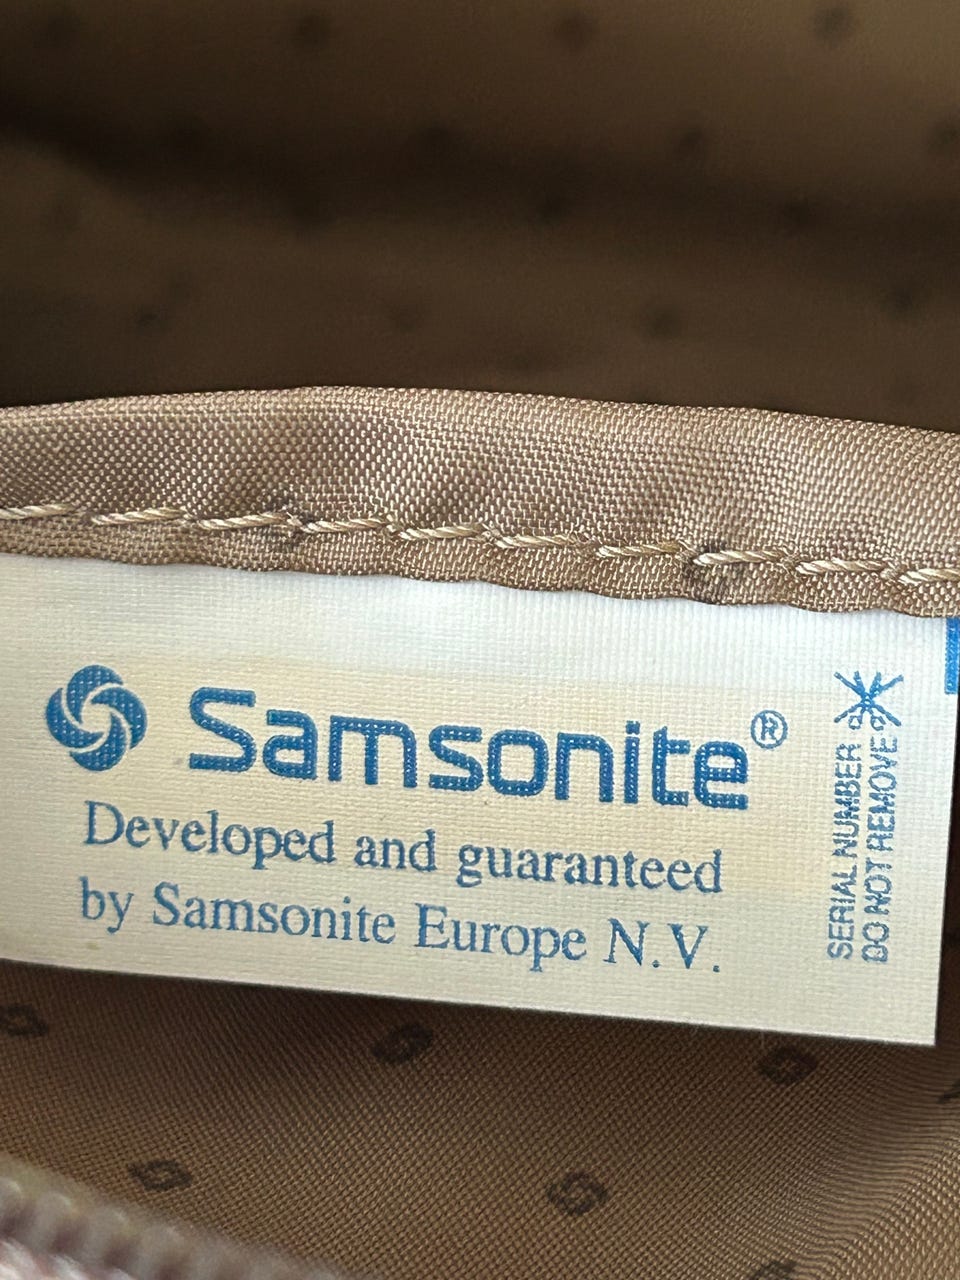 Samsonite®
Developed and guaranteed
by Samsonite Europe N.V.
SERIAL NUMBER
DO NOT REMOVE